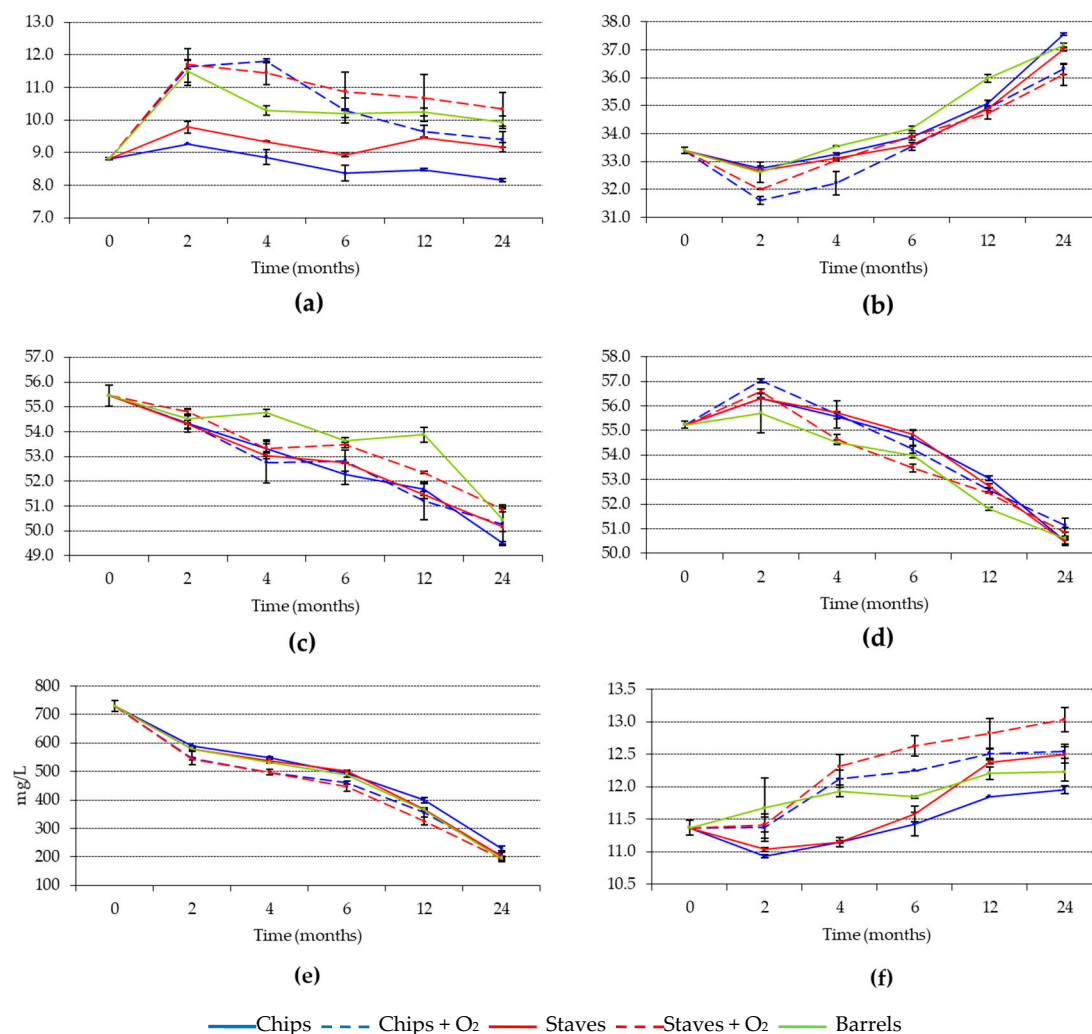 13.0
12.0
11.0
10.0
9.0
8.0
7.0
0 2 4 6 12 24
Time (months)
(a)
38.0
37.0
36.0
35.0
34.0
33.0
32.0
31.0
0 2 4 6 12 24
Time (months)
(b)
57.0
56.0
55.0
54.0
53.0
52.0
51.0
50.0
49.0
0 2 4 6 12 24
Time (months)
(c)
58.0
57.0
56.0
55.0
54.0
53.0
52.0
51.0
50.0
0 2 4 6 12 24
Time (months)
(d)
mg/L
800
700
600
500
400
300
200
100
0 2 4 6 12 24
Time (months)
(e)
13.5
13.0
12.5
12.0
11.5
11.0
10.5
0 2 4 6 12 24
Time (months)
(f)
Chips Chips + O₂ Staves Staves + O₂ Barrels